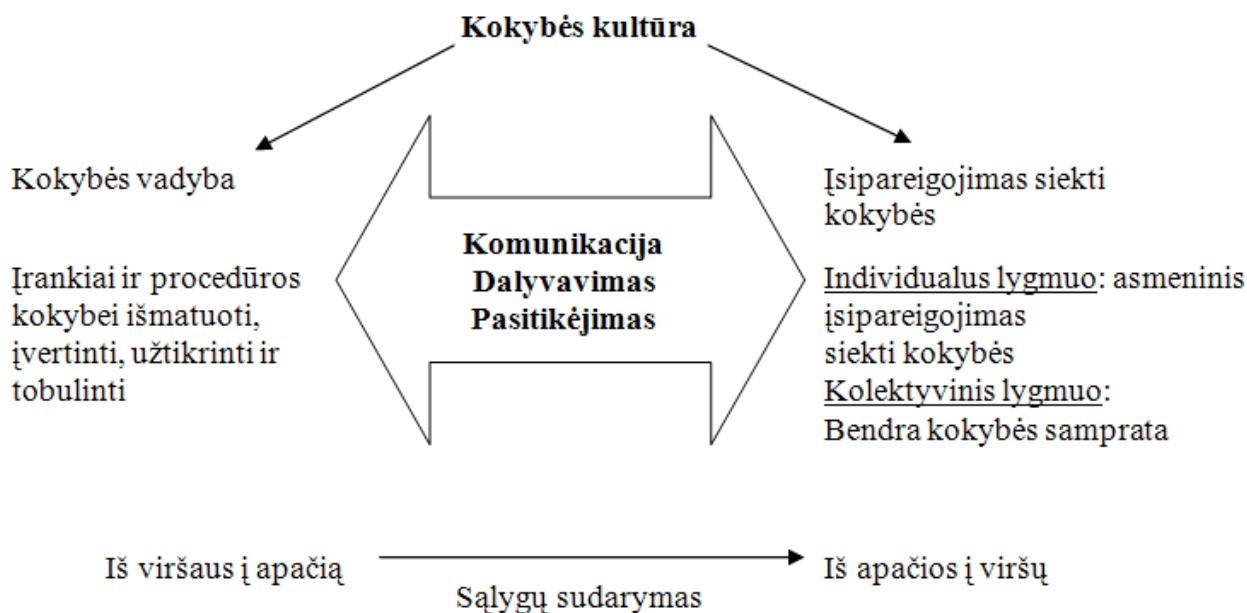 Kokybės kultūra
Kokybės vadyba
Įrankiai ir procedūros
kokybei išmatuoti,
įvertinti, užtikrinti ir
tobulinti
Komunikacija
Dalyvavimas
Pasitikėjimas
Įsipareigojimas siekti
kokybės
Individualus lygmuo: asmeninis
įsipareigojimas
siekti kokybės
Kolektyvinis lygmuo:
Bendra kokybės samprata
Iš viršaus į apačią
Sąlygų sudarymas
Iš apačios į viršų